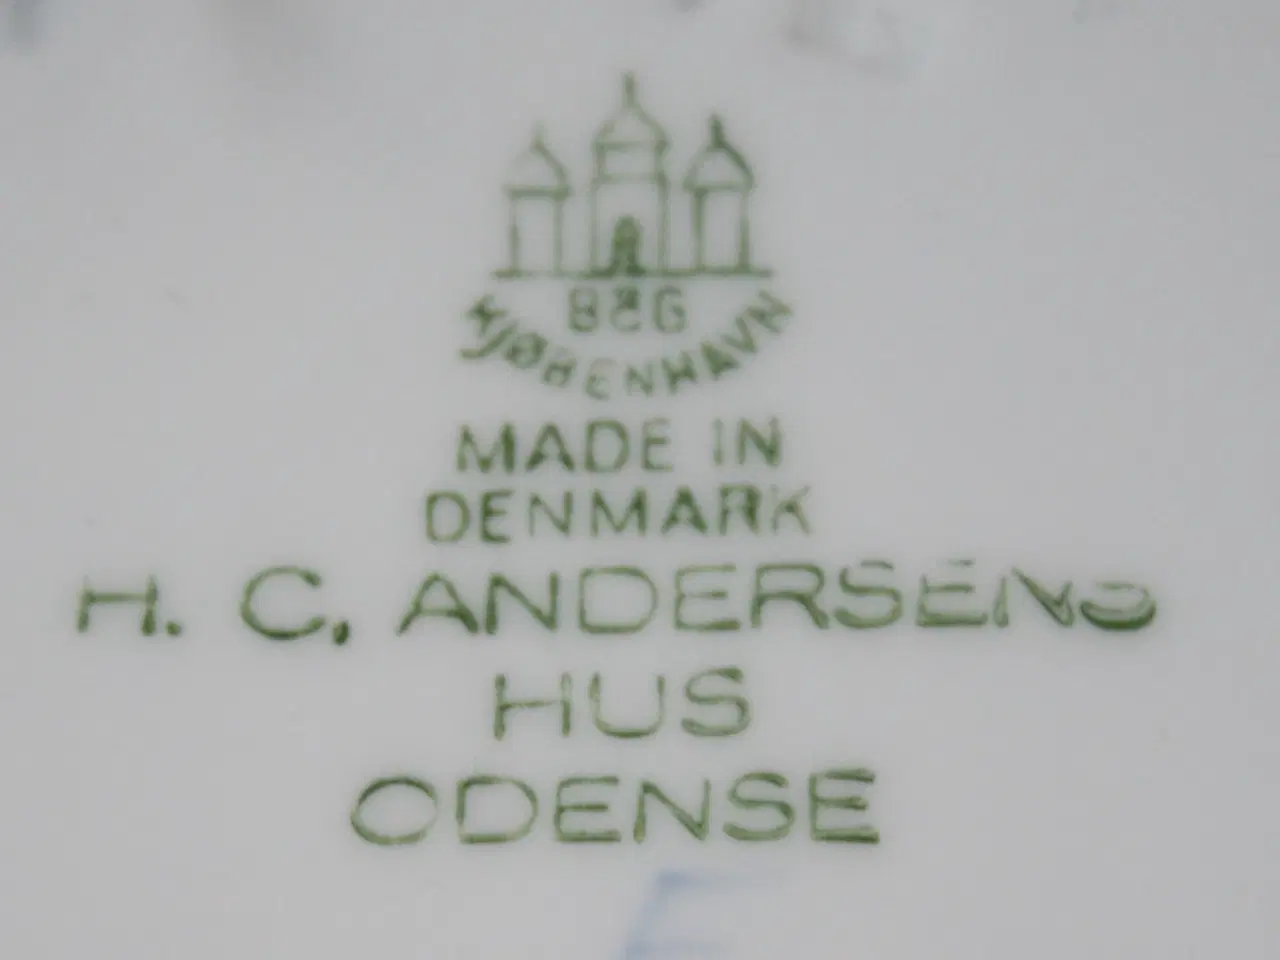 B&G
KJØBENHAVN
MADE IN
DENMARK
H. C. ANDERSENS
HUS
ODENSE